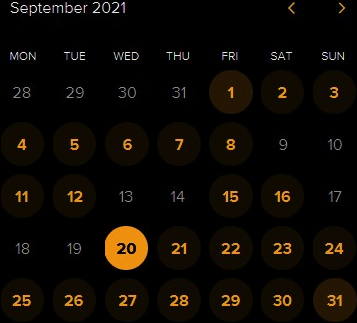 September 2021
MON TUE WED THU FRI SAT SUN
28 29 30 31 1 2 3
4 5 6 7 8 9 10
11 12 13 14 15 16 17
18 19 20 21 22 23 24
25 26 27 28 29 30 31